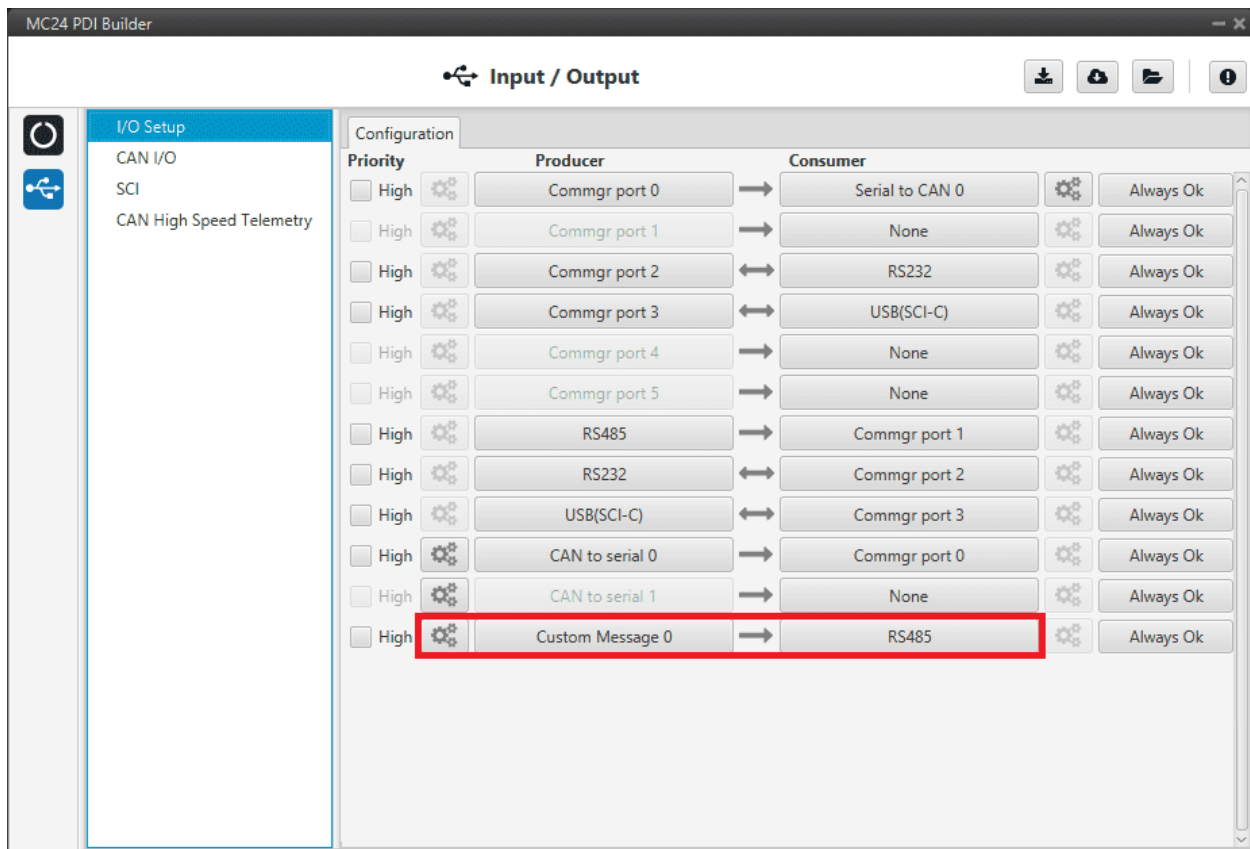 MC24 PDI Builder
Input / Output
I/O Setup
CAN I/O
SCI
CAN High Speed Telemetry
Configuration
Priority Producer Consumer
High Commgr port 0 Serial to CAN 0 Always Ok
High Commgr port 1 None Always Ok
High Commgr port 2 RS232 Always Ok
High Commgr port 3 USB(SCI-C) Always Ok
High Commgr port 4 None Always Ok
High Commgr port 5 None Always Ok
High RS485 Commgr port 1 Always Ok
High RS232 Commgr port 2 Always Ok
High USB(SCI-C) Commgr port 3 Always Ok
High CAN to serial 0 Commgr port 0 Always Ok
High CAN to serial 1 None Always Ok
High Custom Message 0 RS485 Always Ok